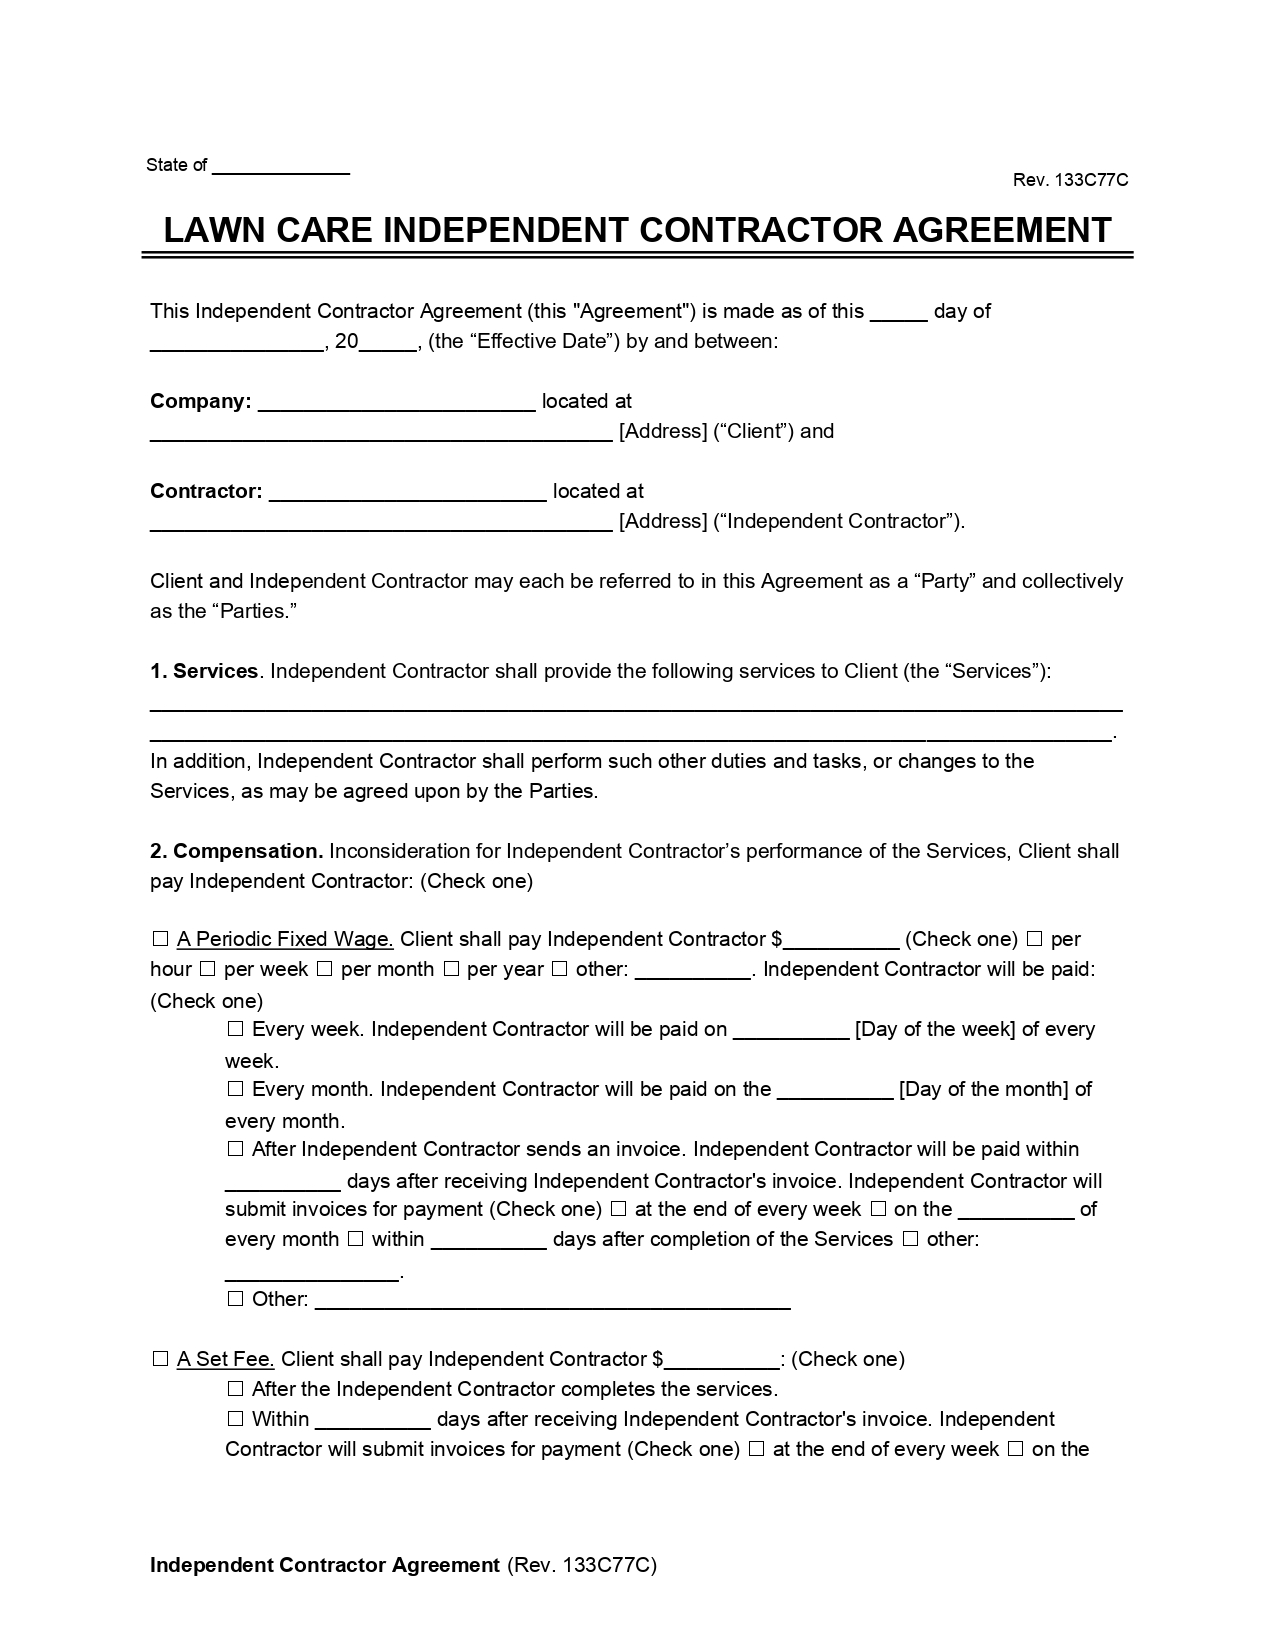 State of _______________
Rev. 133C77C
LAWN CARE INDEPENDENT CONTRACTOR AGREEMENT
This Independent Contractor Agreement (this "Agreement") is made as of this _____ day of
_______________, 20_____, (the “Effective Date”) by and between:
Company: ________________________ located at
________________________________________ [Address] (“Client”) and
Contractor: ________________________ located at
________________________________________ [Address] (“Independent Contractor”).
Client and Independent Contractor may each be referred to in this Agreement as a “Party” and collectively
as the “Parties.”
1. Services. Independent Contractor shall provide the following services to Client (the “Services”):
____________________________________________________________________________________
___________________________________________________________________________________.
In addition, Independent Contractor shall perform such other duties and tasks, or changes to the
Services, as may be agreed upon by the Parties.
2. Compensation. Inconsideration for Independent Contractor’s performance of the Services, Client shall
pay Independent Contractor: (Check one)
☐ A Periodic Fixed Wage. Client shall pay Independent Contractor $__________ (Check one) ☐ per
hour ☐ per week ☐ per month ☐ per year ☐ other: __________. Independent Contractor will be paid:
(Check one)
☐ Every week. Independent Contractor will be paid on __________ [Day of the week] of every
week.
☐ Every month. Independent Contractor will be paid on the __________ [Day of the month] of
every month.
☐ After Independent Contractor sends an invoice. Independent Contractor will be paid within
__________ days after receiving Independent Contractor's invoice. Independent Contractor will
submit invoices for payment (Check one) ☐ at the end of every week ☐ on the __________ of
every month ☐ within __________ days after completion of the Services ☐ other:
_______________.
☐ Other: _________________________________________
☐ A Set Fee. Client shall pay Independent Contractor $__________: (Check one)
☐ After the Independent Contractor completes the services.
☐ Within __________ days after receiving Independent Contractor's invoice. Independent
Contractor will submit invoices for payment (Check one) ☐ at the end of every week ☐ on the
Independent Contractor Agreement (Rev. 133C77C)